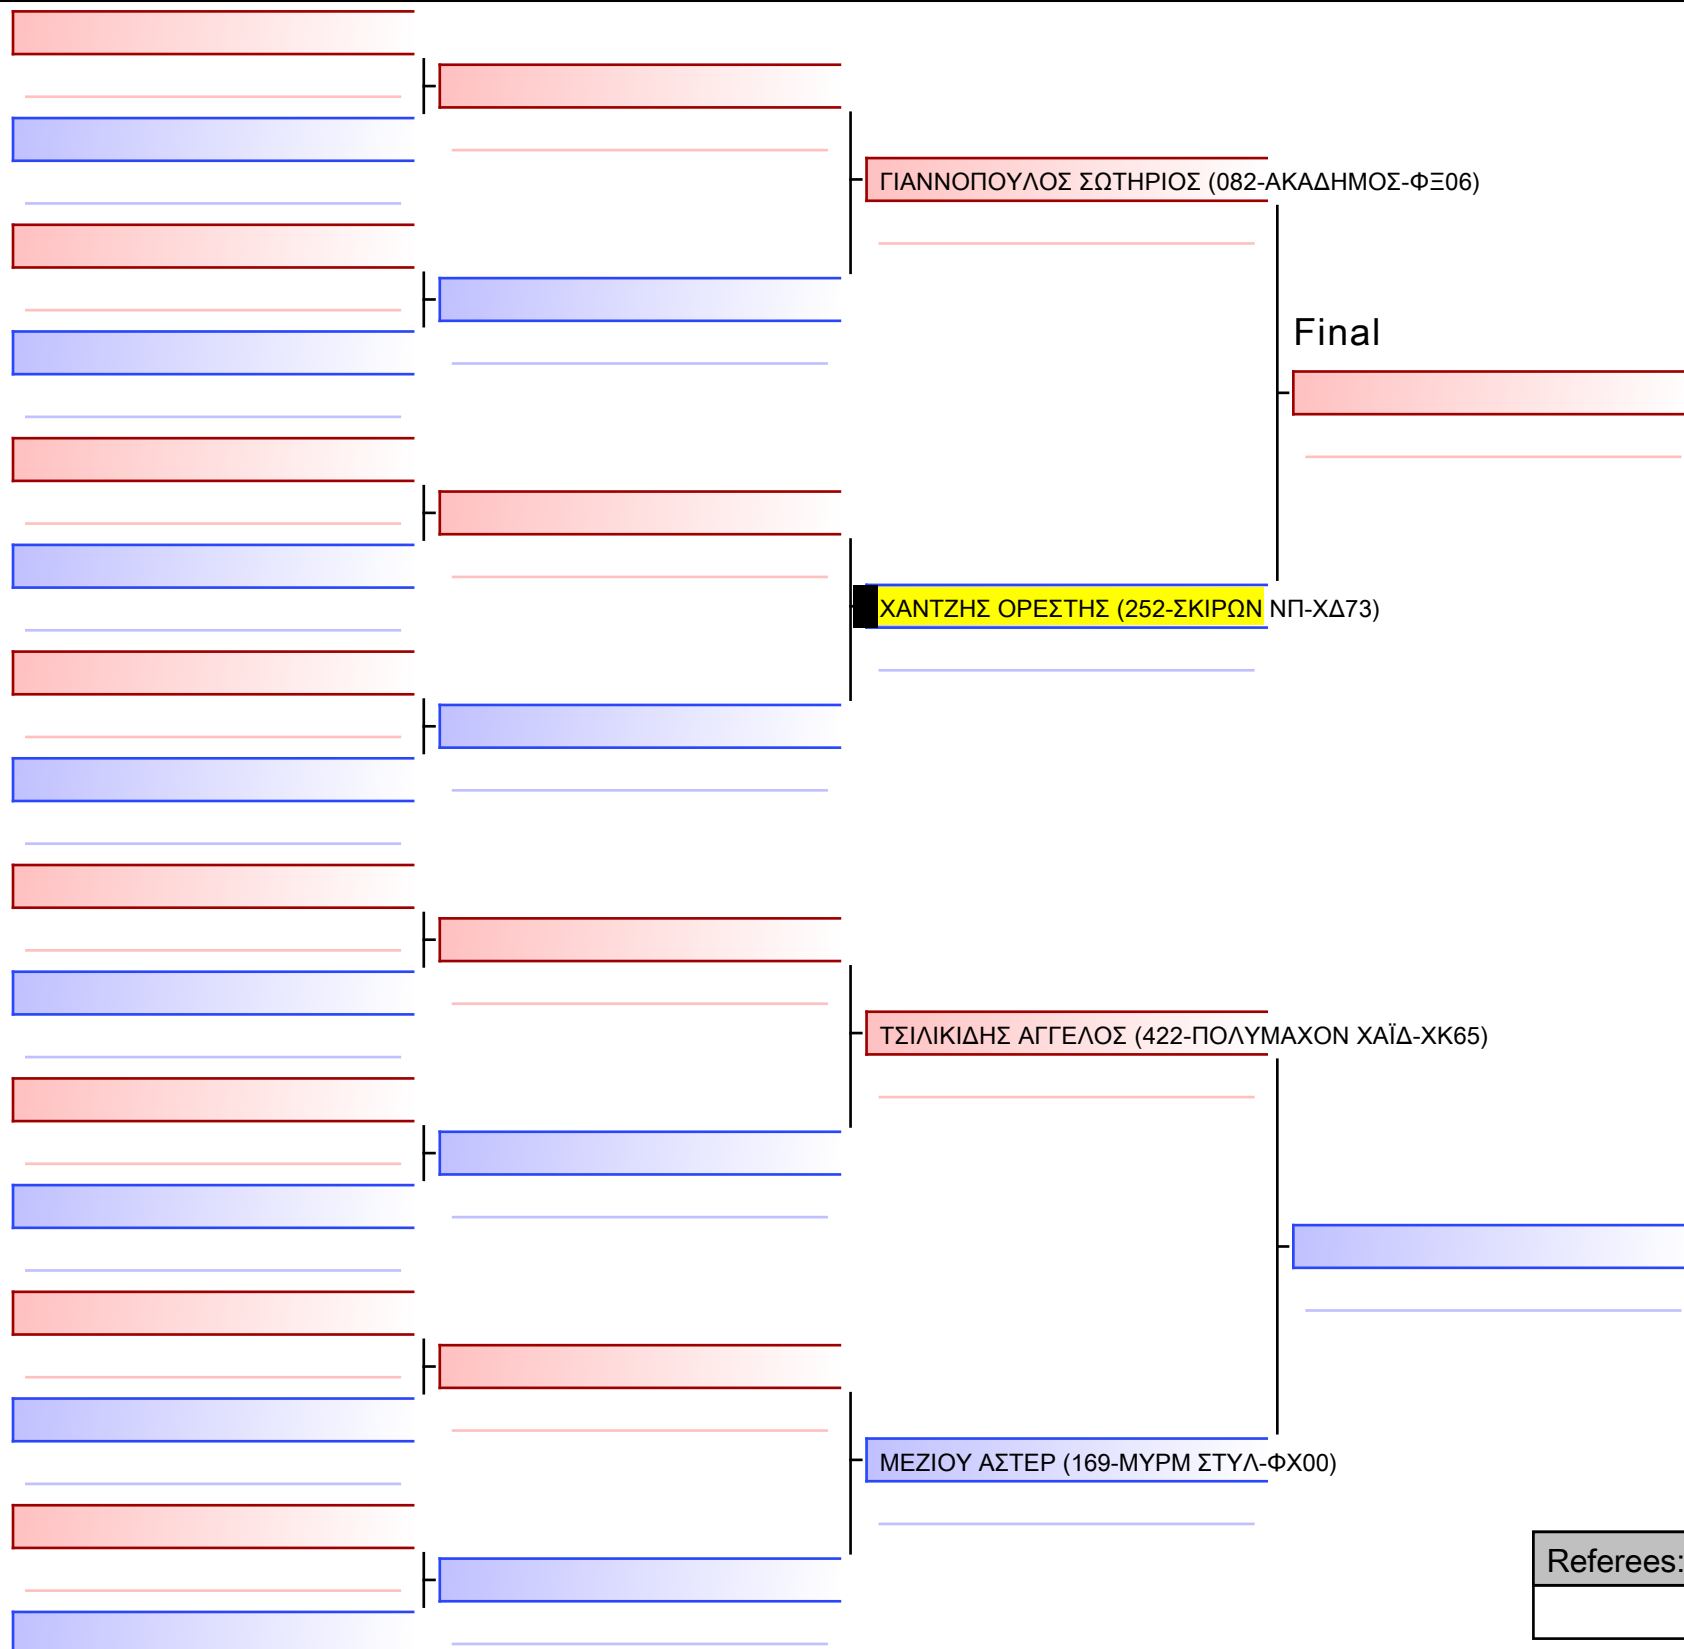 ΓΙΑΝΝΟΠΟΥΛΟΣ ΣΩΤΗΡΙΟΣ (082-ΑΚΑΔΗΜΟΣ-ΦΞ06)
Final
ΧΑΝΤΖΗΣ ΟΡΕΣΤΗΣ (252-ΣΚΙΡΩΝ ΝΠ-ΧΔ73)
ΤΣΙΛΙΚΙΔΗΣ ΑΓΓΕΛΟΣ (422-ΠΟΛΥΜΑΧΟΝ ΧΑΪΔ-ΧΚ65)
ΜΕΖΙΟΥ ΑΣΤΕΡ (169-ΜΥΡΜ ΣΤΥΛ-ΦΧ00)
Referees: